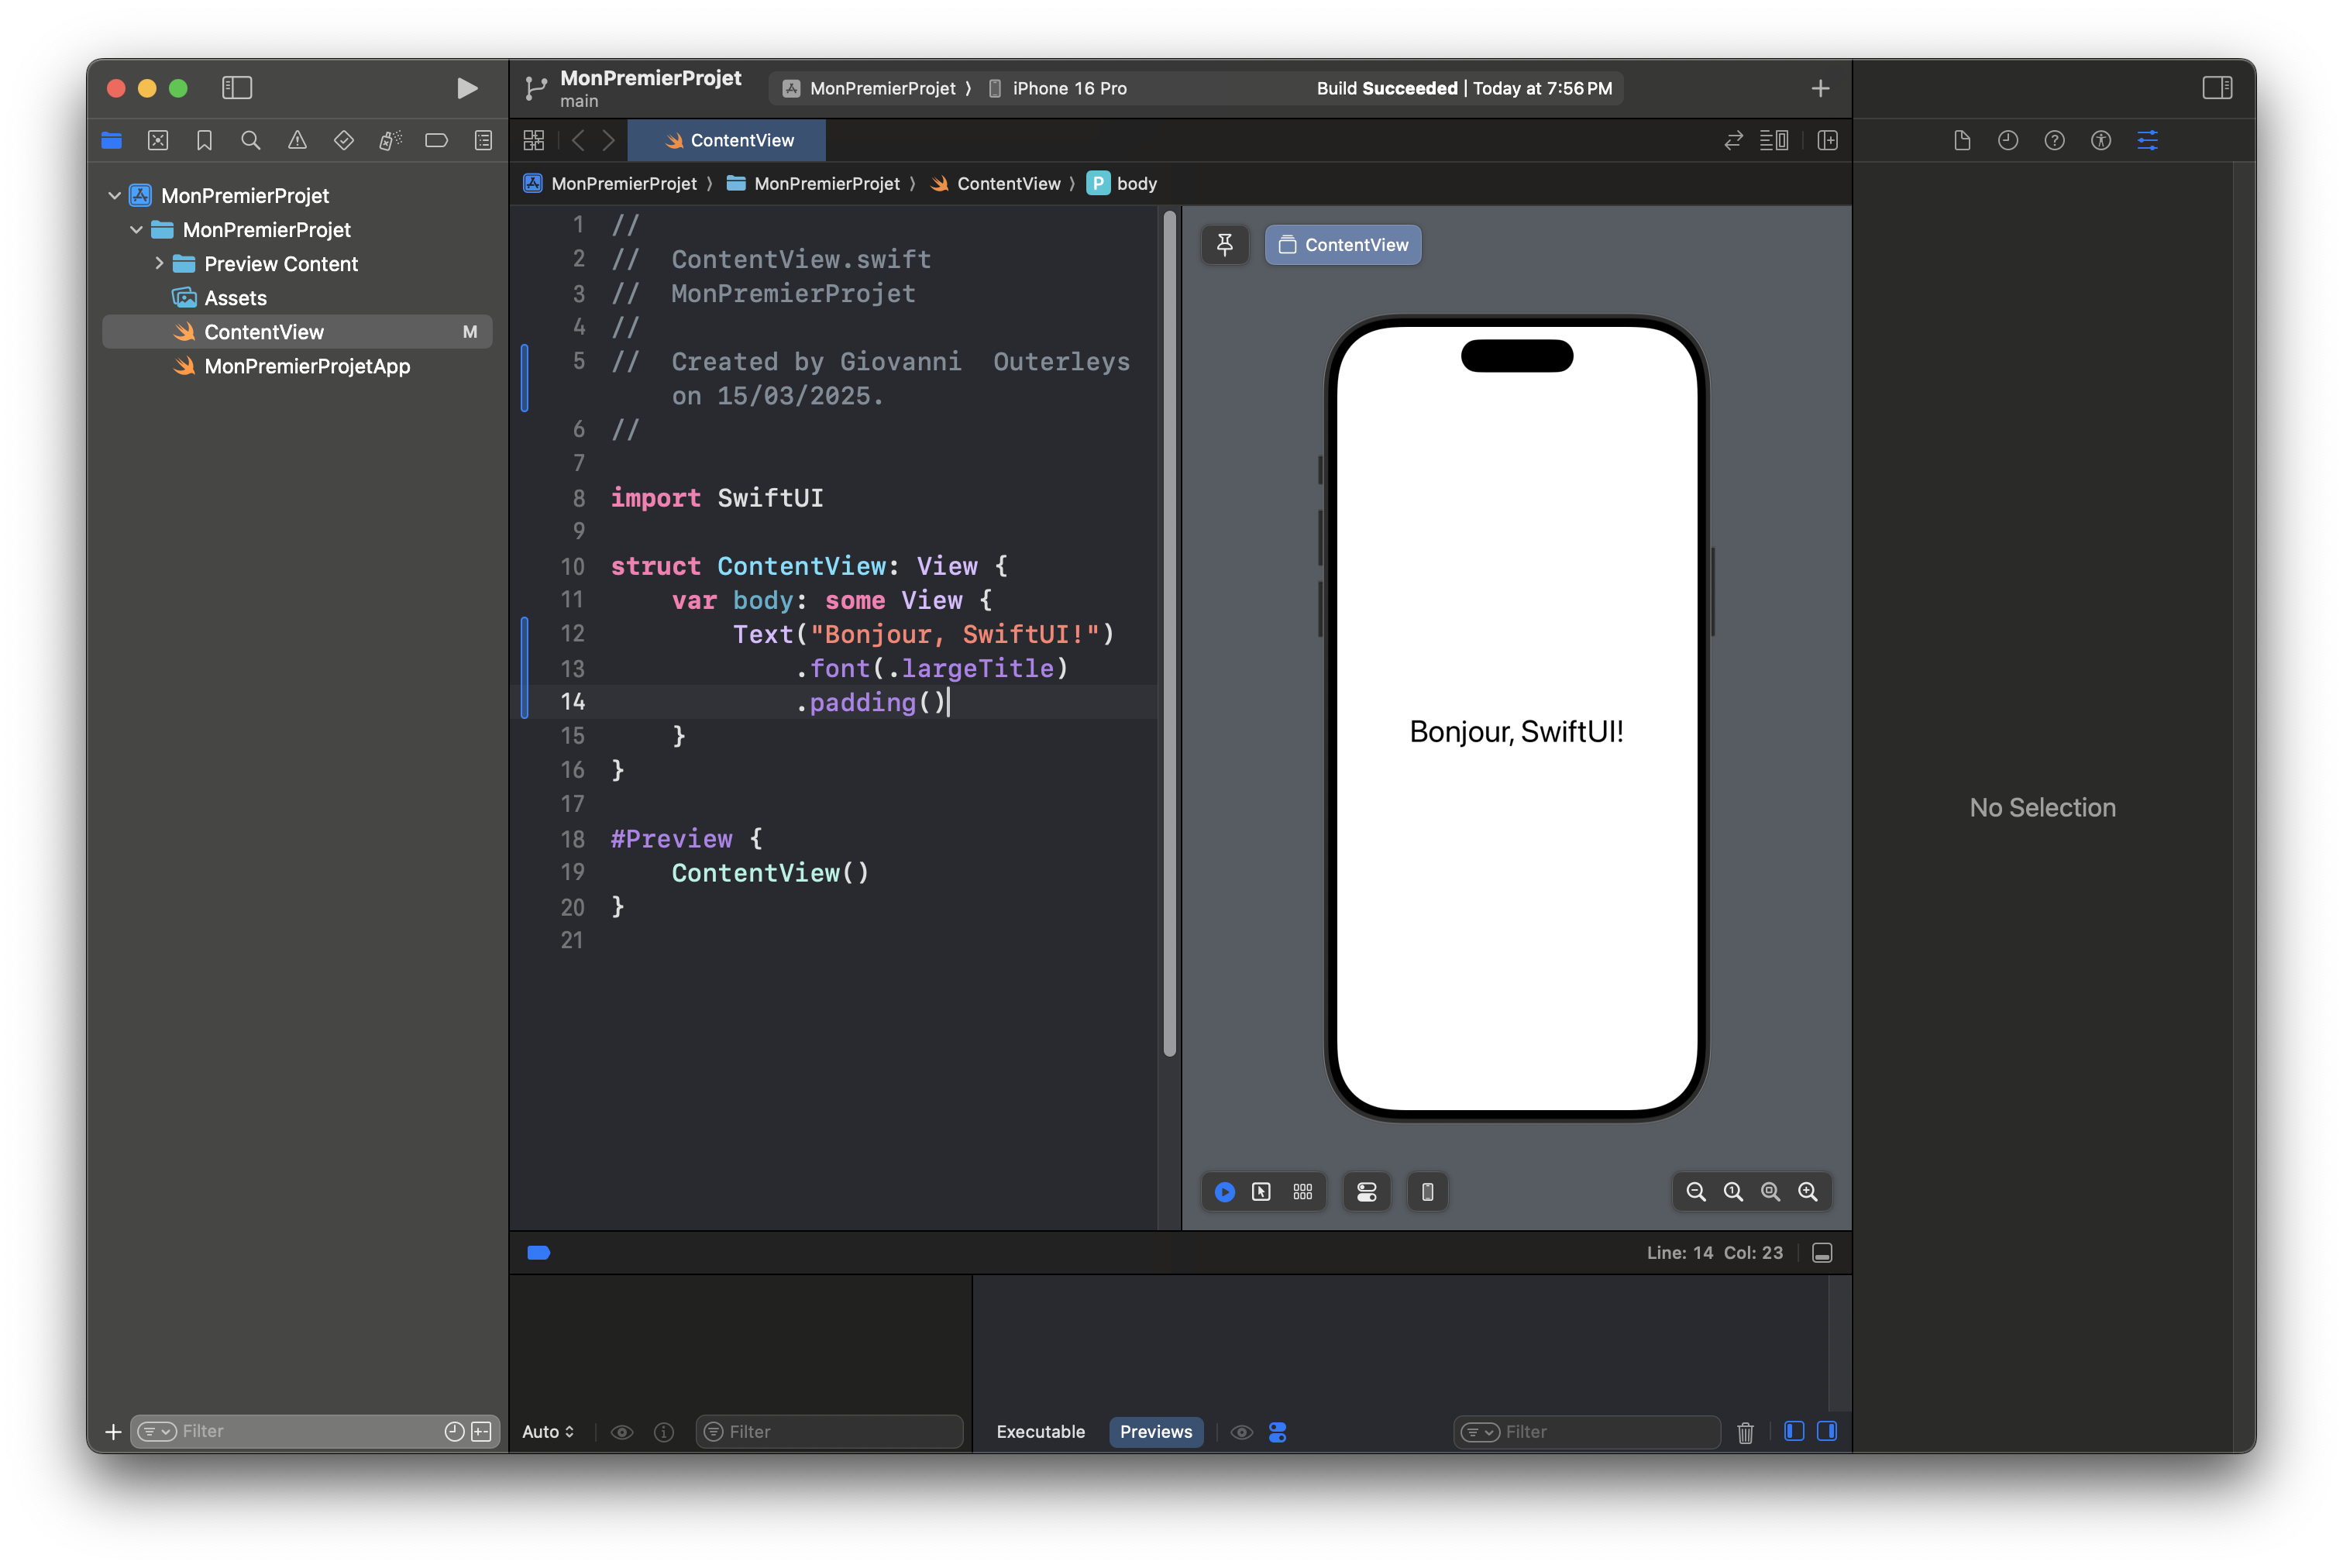 MonPremierProjet
main
MonPremierProjet 〉 iPhone 16 Pro
Build Succeeded | Today at 7:56 PM
ContentView
MonPremierProjet 〉 MonPremierProjet 〉 ContentView 〉 P body
MonPremierProjet
MonPremierProjet
Preview Content
Assets
ContentView M
MonPremierProjetApp
Filter
1 //
2 //  ContentView.swift
3 //  MonPremierProjet
4 //
5 //  Created by Giovanni  Outerleys
on 15/03/2025.
6 //
7
8 import SwiftUI
9
10 struct ContentView: View {
11     var body: some View {
12         Text("Bonjour, SwiftUI!")
13             .font(.largeTitle)
14             .padding()
15     }
16 }
17
18 #Preview {
19     ContentView()
20 }
21
ContentView
Bonjour, SwiftUI!
No Selection
Line: 14 Col: 23
Auto
Filter
Executable
Previews
Filter